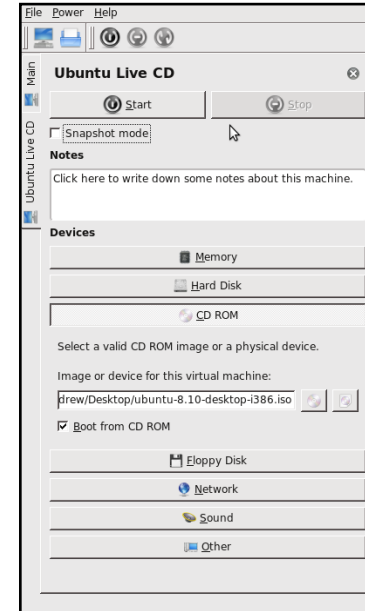 File Power Help
Main
Ubuntu Live CD
Ubuntu Live CD
Start Stop
Snapshot mode
Notes
Click here to write down some notes about this machine.
Devices
Memory
Hard Disk
CD ROM
Select a valid CD ROM image or a physical device.
Image or device for this virtual machine:
drew/Desktop/ubuntu-8.10-desktop-i386.iso
Boot from CD ROM
Floppy Disk
Network
Sound
Other